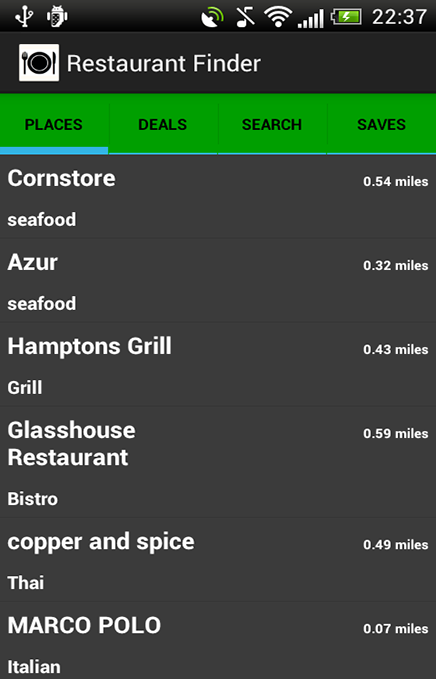 22:37
Restaurant Finder
PLACES DEALS SEARCH SAVES
Cornstore 0.54 miles
seafood
Azur 0.32 miles
seafood
Hamptons Grill 0.43 miles
Grill
Glasshouse 0.59 miles
Restaurant
Bistro
copper and spice 0.49 miles
Thai
MARCO POLO 0.07 miles
Italian